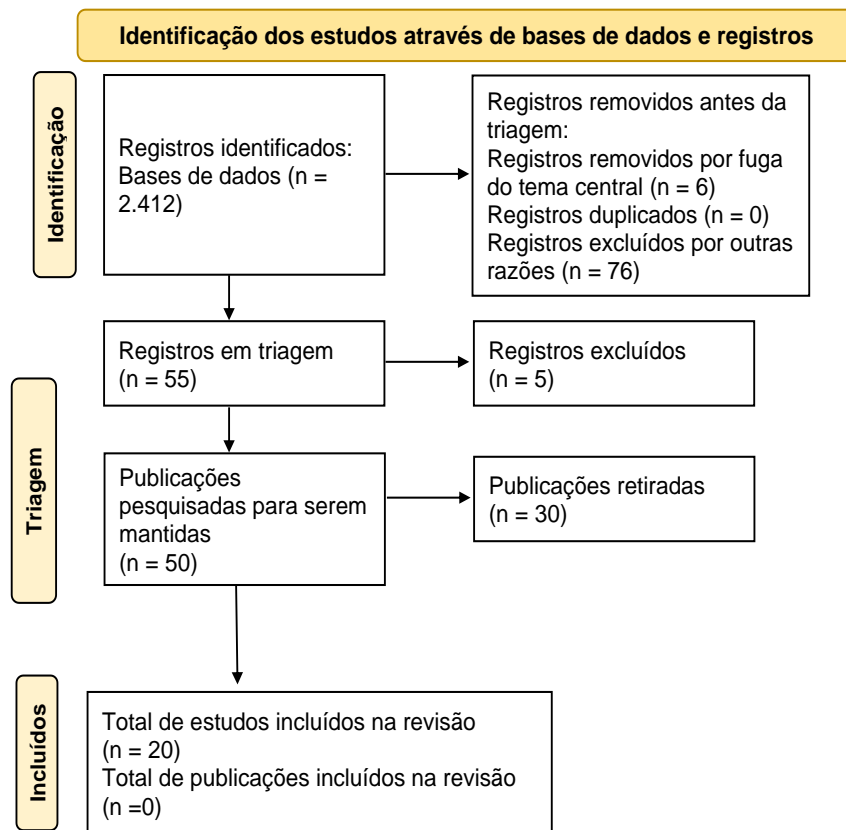 Identificação dos estudos através de bases de dados e registros
Identificação
Registros identificados:
Bases de dados (n =
2.412)
Registros removidos antes da
triagem:
Registros removidos por fuga
do tema central (n = 6)
Registros duplicados (n = 0)
Registros excluídos por outras
razões (n = 76)
Triagem
Registros em triagem
(n = 55)
Registros excluídos
(n = 5)
Publicações
pesquisadas para serem
mantidas
(n = 50)
Publicações retiradas
(n = 30)
Incluídos
Total de estudos incluídos na revisão
(n = 20)
Total de publicações incluídos na revisão
(n =0)